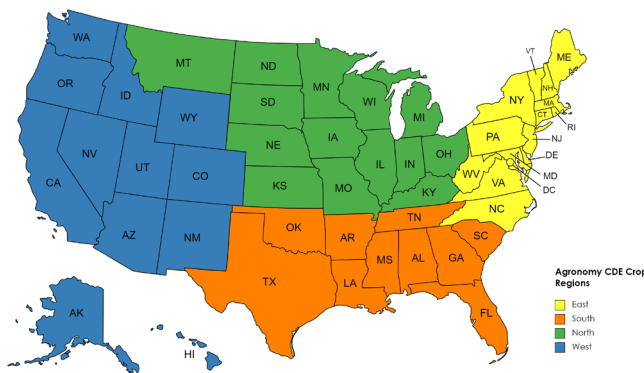 WA
MT
ND
MN
OR
ID
SD
WI
MI
WY
NE
IA
NV
UT
CO
IL
IN
OH
CA
KS
MO
KY
AZ
NM
OK
AR
TN
TX
LA
MS
AL
GA
SC
FL
AK
HI
VT
ME
NH
NY
MA
CT
RI
PA
NJ
WV
VA
DE
MD
DC
NC
Agronomy CDE Crop
Regions
East
South
North
West